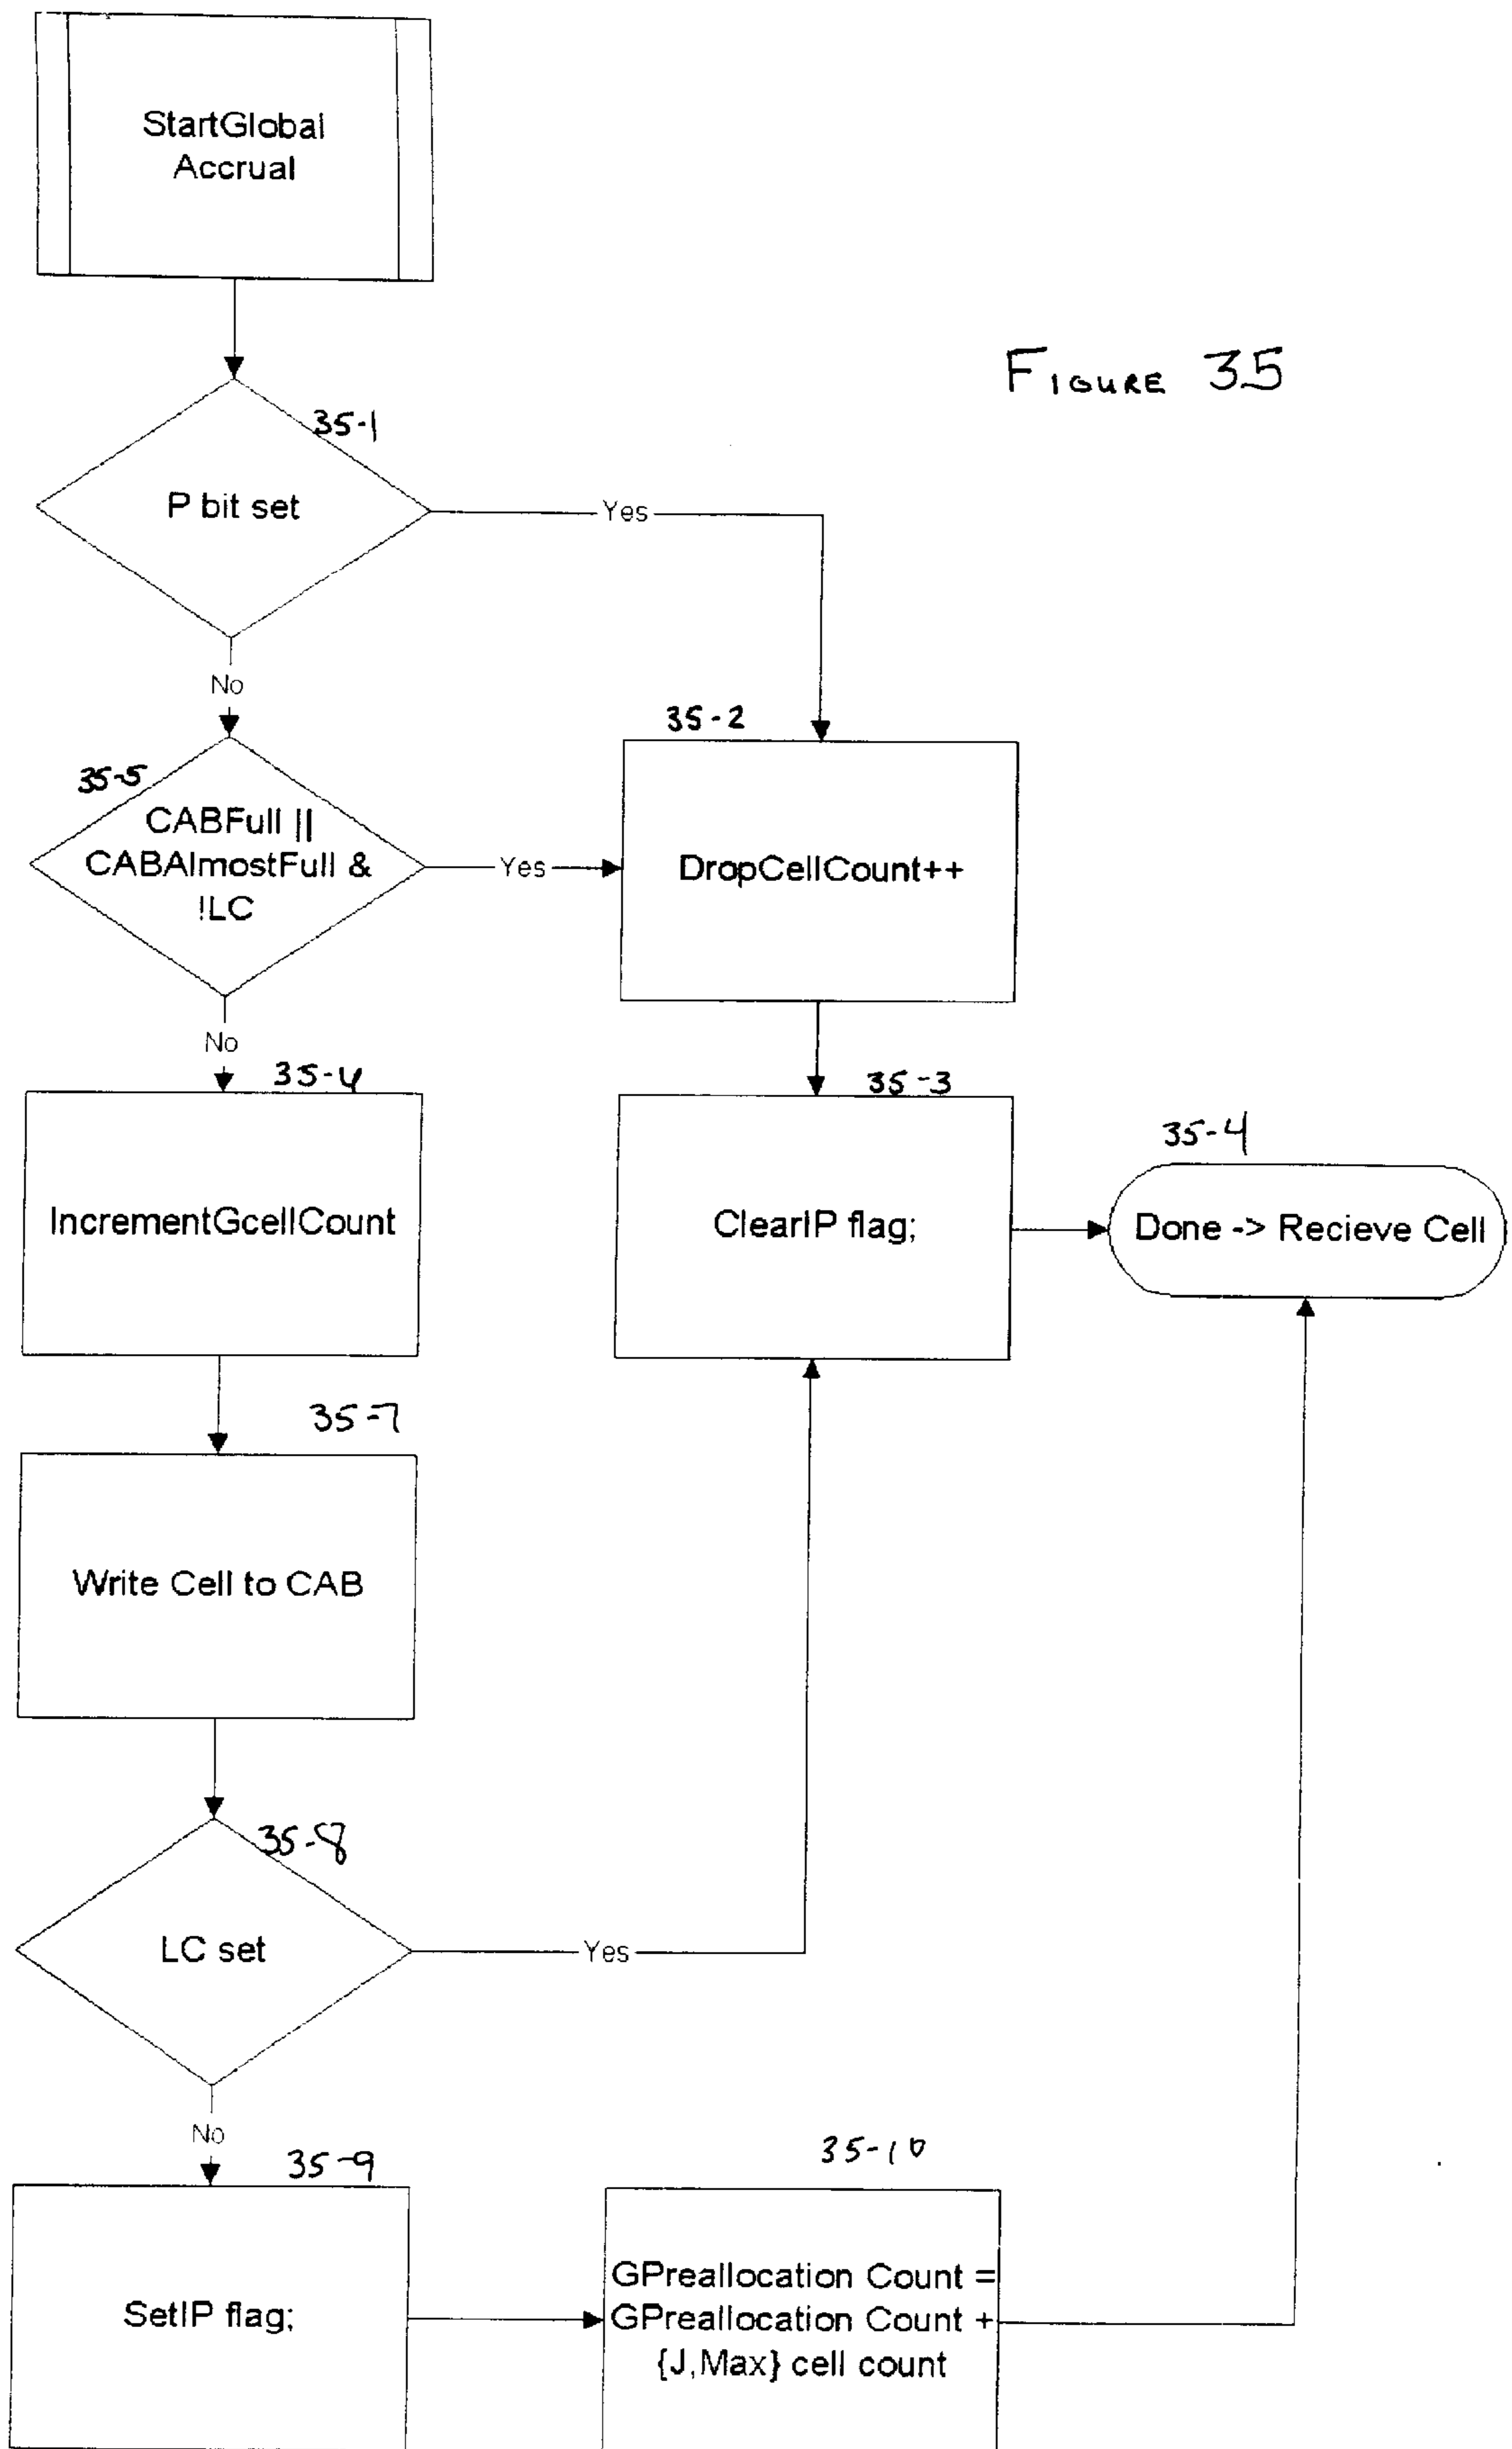 StartGlobal
Accrual
FIGURE 35
35-1
P bit set
Yes
No
35-2
35-5
CABFull ||
CABAlmostFull &
!LC
Yes
DropCellCount++
No
35-4
35-3
35-4
IncrementGcellCount
ClearIP flag;
Done -> Recieve Cell
35-7
Write Cell to CAB
35-8
LC set
Yes
No
35-9
35-10
SetIP flag;
GPreallocation Count =
GPreallocation Count +
{J,Max} cell count